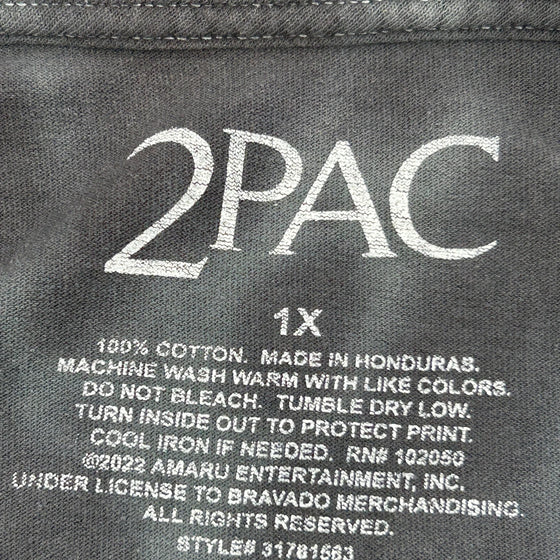 2PAC
1X
100% COTTON. MADE IN HONDURAS.
MACHINE WASH WARM WITH LIKE COLORS.
DO NOT BLEACH. TUMBLE DRY LOW.
TURN INSIDE OUT TO PROTECT PRINT.
COOL IRON IF NEEDED. RN# 102050
©2022 AMARU ENTERTAINMENT, INC.
UNDER LICENSE TO BRAVADO MERCHANDISING.
ALL RIGHTS RESERVED.
STYLE# 31781563